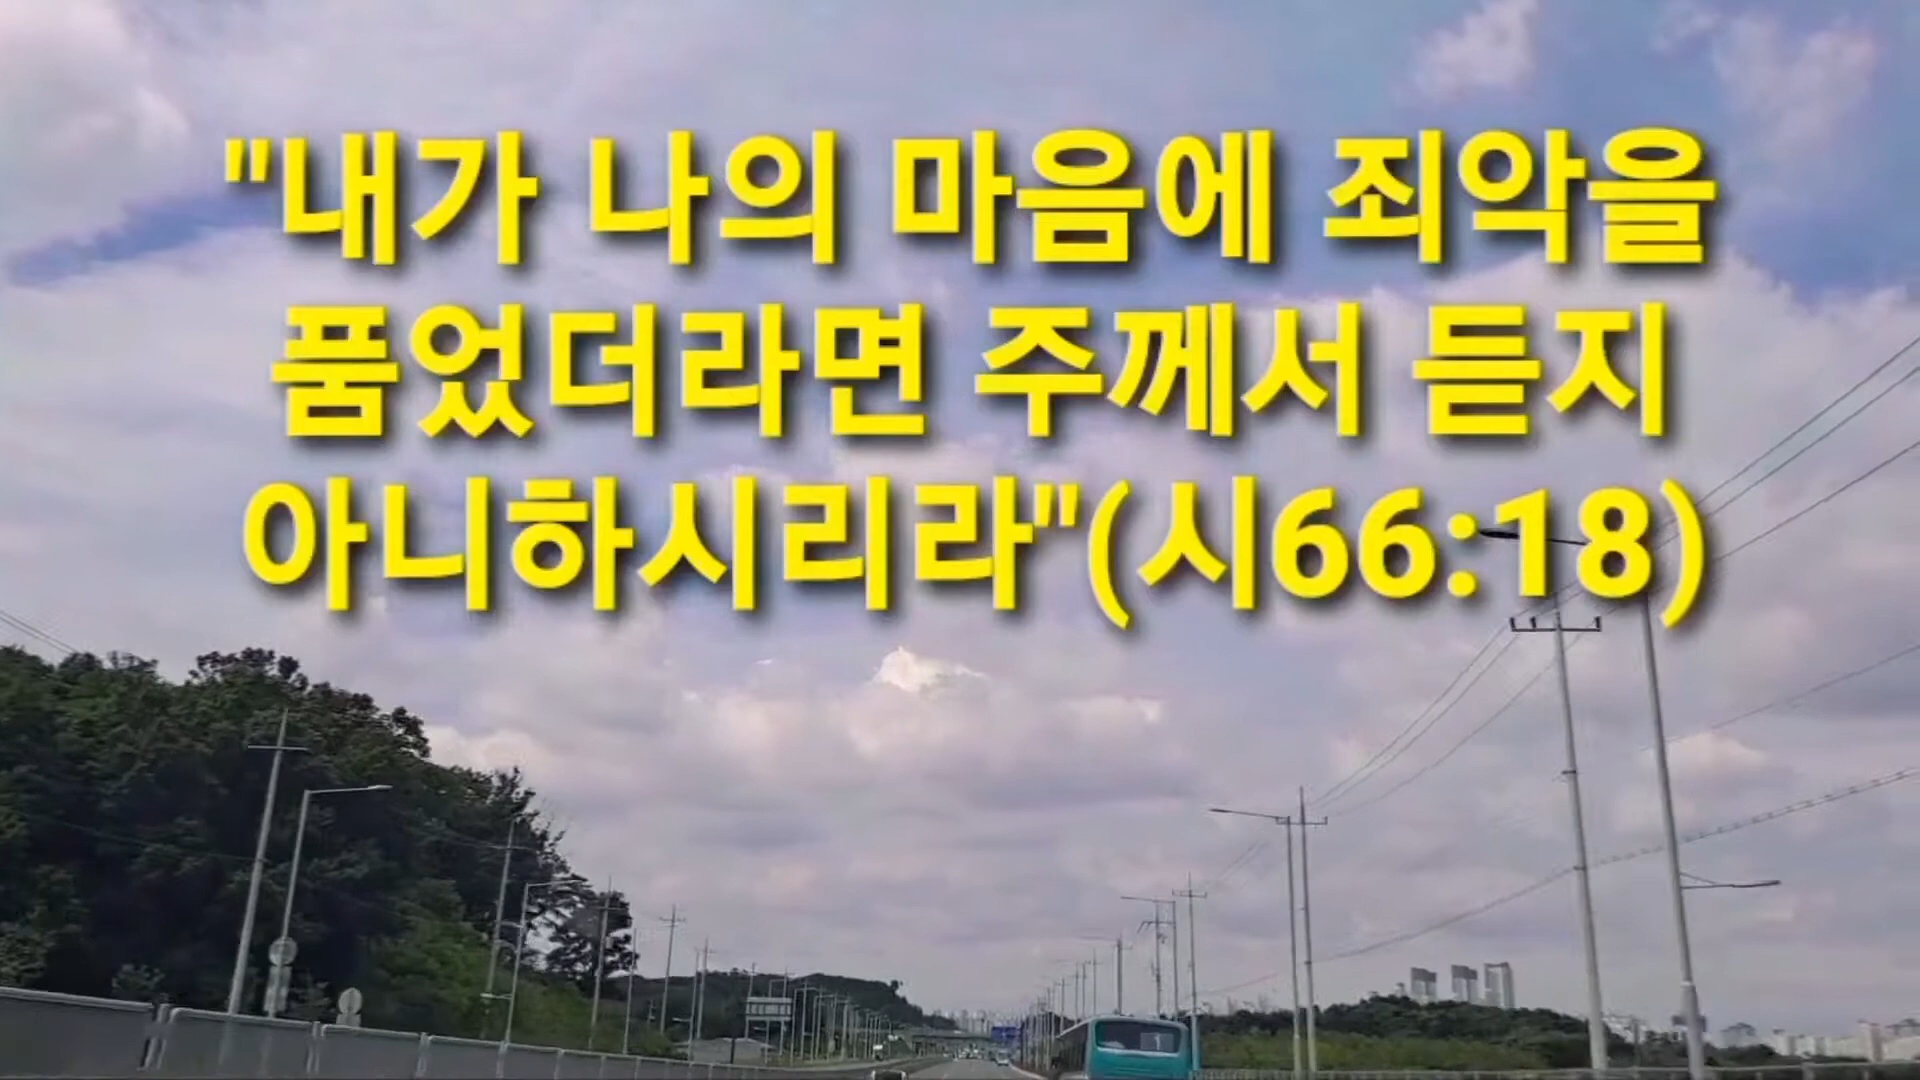 "내가 나의 마음에 죄악을
품었더라면 주께서 듣지
아니하시리라"(시66:18)